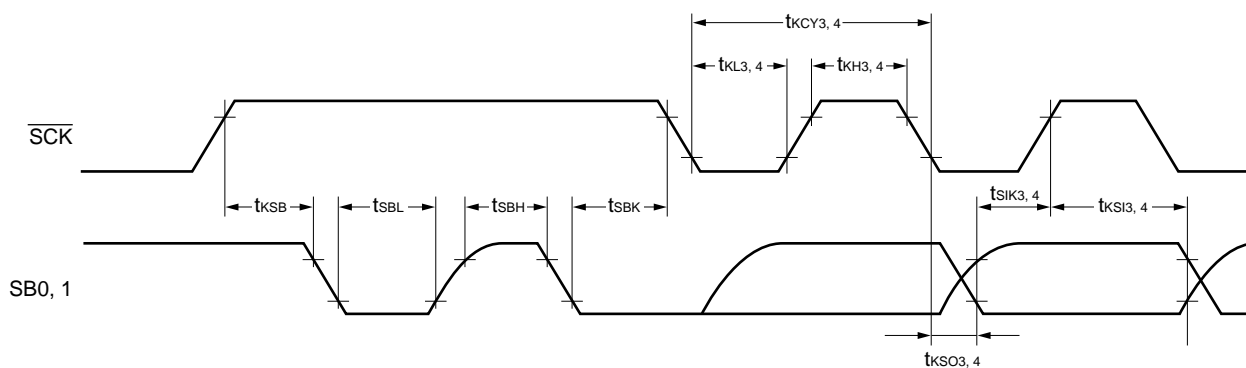 tKCY3, 4
tKL3, 4
tKH3, 4
SCK
tKSB
tSBL
tSBH
tSBK
tSIK3, 4
tKSI3, 4
SB0, 1
tKSO3, 4